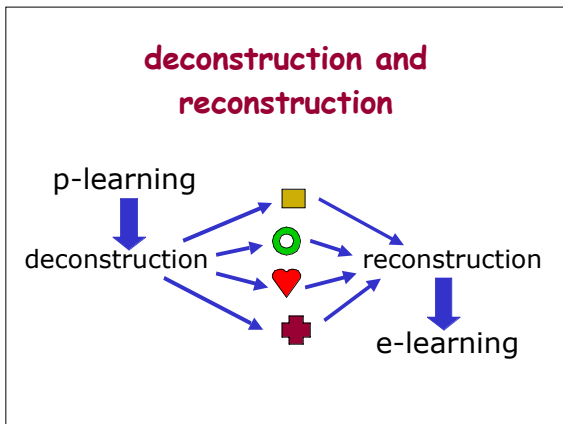 deconstruction and
reconstruction
p-learning
deconstruction
reconstruction
e-learning